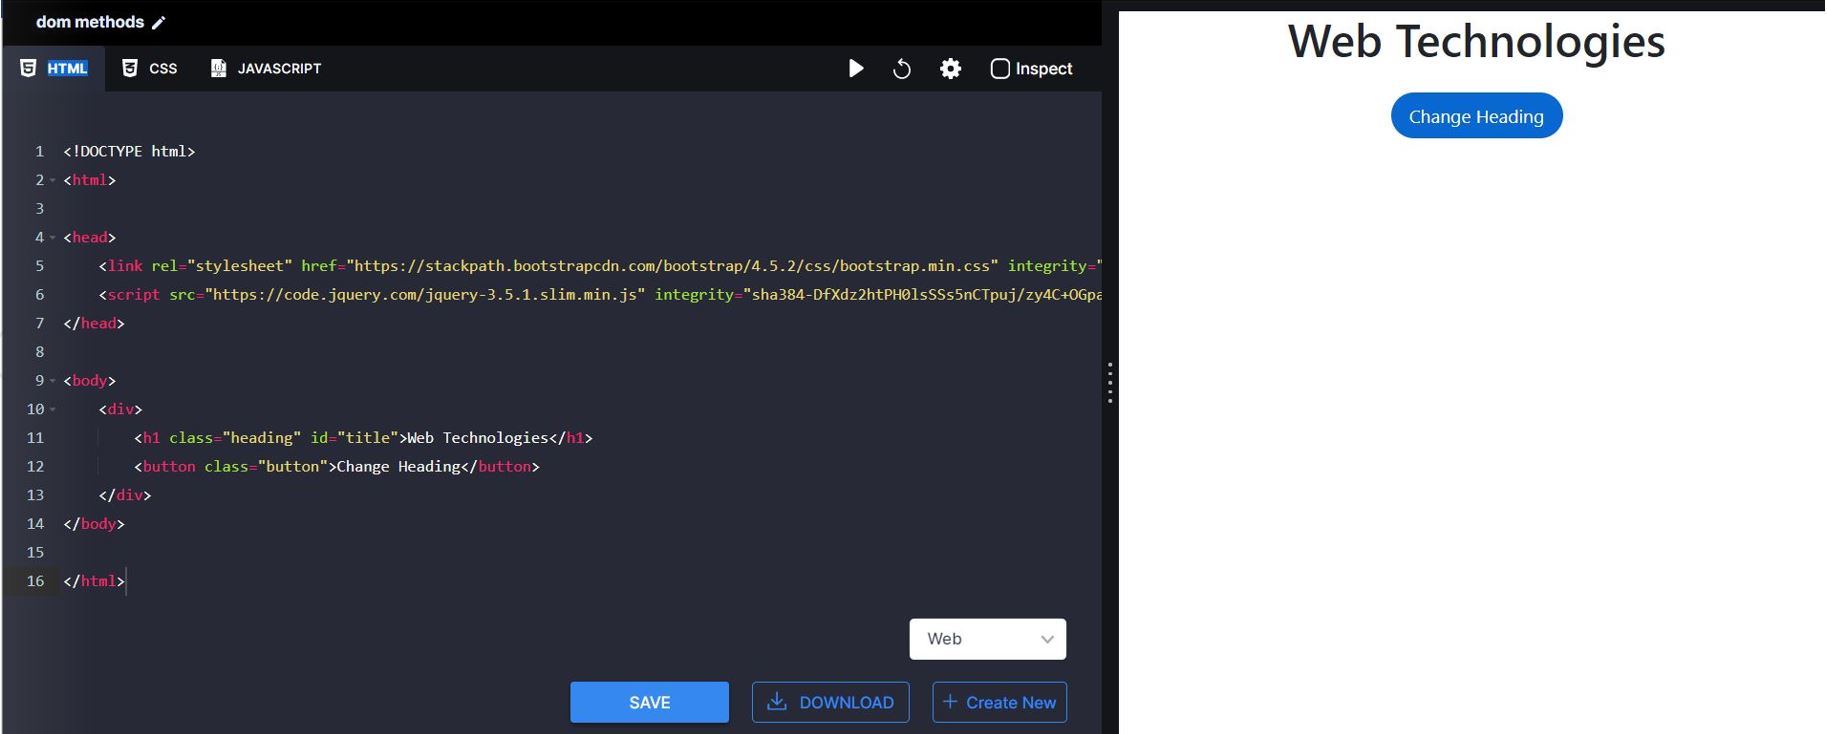 dom methods
HTML CSS JAVASCRIPT Inspect
1 <!DOCTYPE html>
2 <html>
3
4 <head>
5 <link rel="stylesheet" href="https://stackpath.bootstrapcdn.com/bootstrap/4.5.2/css/bootstrap.min.css" integrity="
6 <script src="https://code.jquery.com/jquery-3.5.1.slim.min.js" integrity="sha384-DfXdz2htPH0lsSSs5nCTpuj/zy4C+OGpa
7 </head>
8
9 <body>
10 <div>
11 <h1 class="heading" id="title">Web Technologies</h1>
12 <button class="button">Change Heading</button>
13 </div>
14 </body>
15
16 </html>
Web
SAVE DOWNLOAD + Create New
Web Technologies
Change Heading